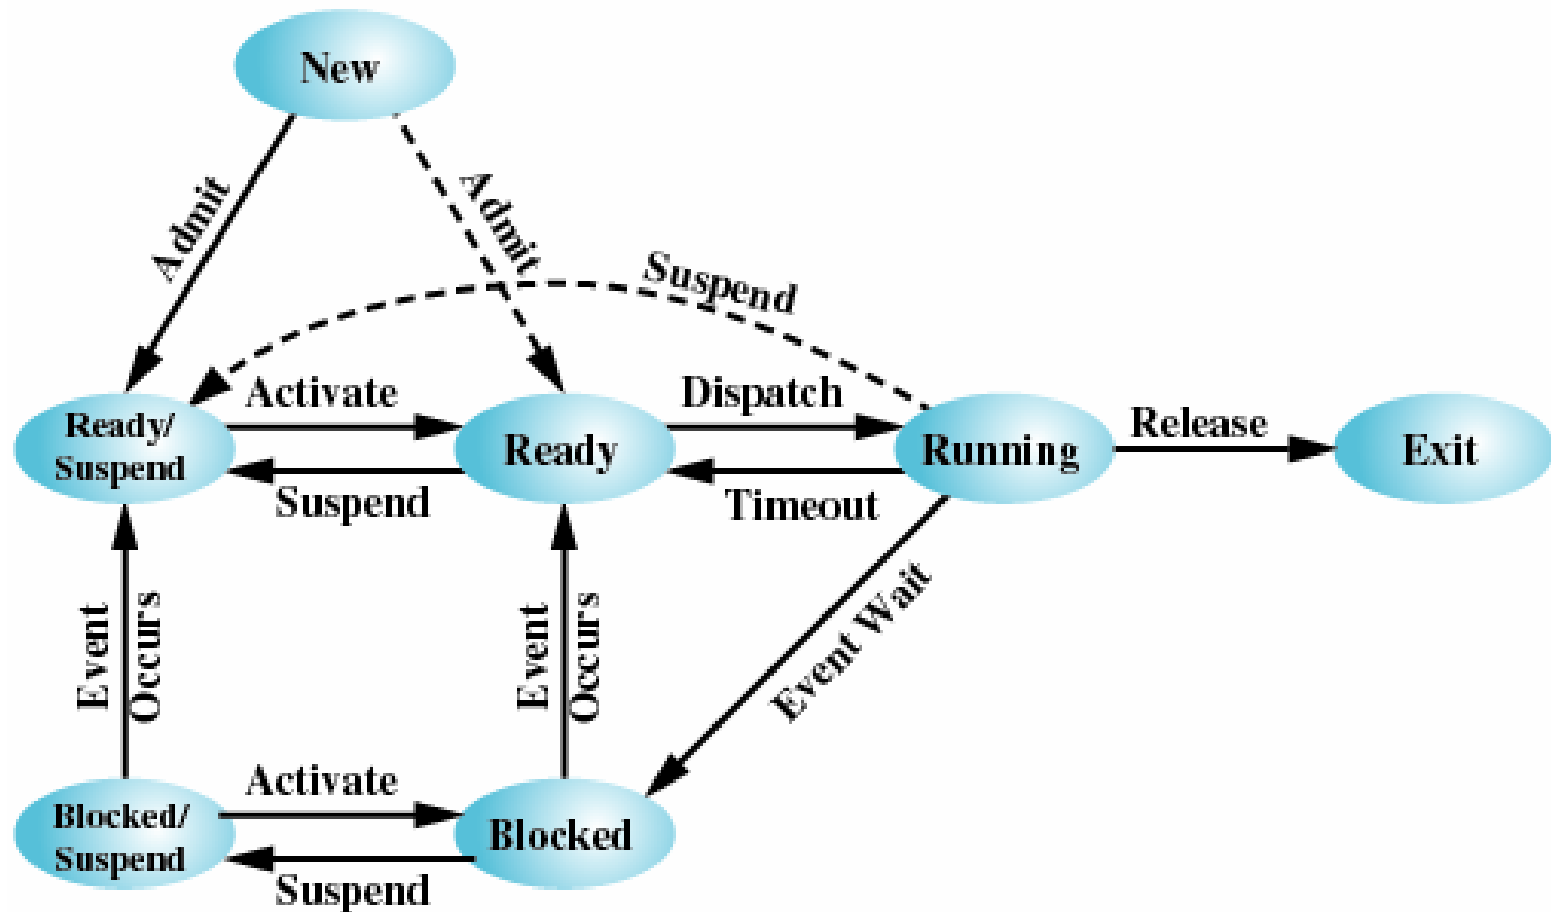 New
Admit
Admit
Suspend
Activate
Dispatch
Release
Ready/
Suspend
Ready
Running
Exit
Suspend
Timeout
Event
Occurs
Event
Occurs
Event Wait
Activate
Blocked/
Suspend
Blocked
Suspend